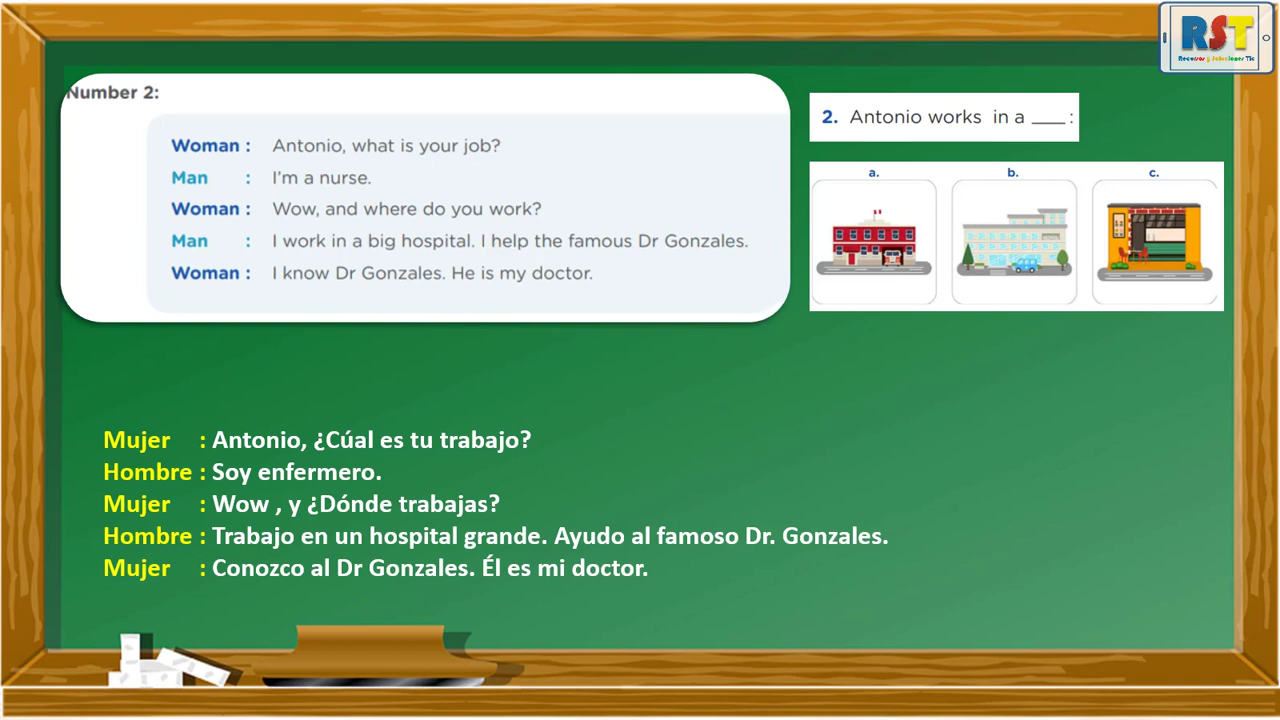 RST
Recursos y Soluciones Tic
Number 2:
Woman : Antonio, what is your job?
Man : I'm a nurse.
Woman : Wow, and where do you work?
Man : I work in a big hospital. I help the famous Dr Gonzales.
Woman : I know Dr Gonzales. He is my doctor.
2. Antonio works in a ___ :
a. b. c.
Mujer : Antonio, ¿Cúal es tu trabajo?
Hombre : Soy enfermero.
Mujer : Wow , y ¿Dónde trabajas?
Hombre : Trabajo en un hospital grande. Ayudo al famoso Dr. Gonzales.
Mujer : Conozco al Dr Gonzales. Él es mi doctor.